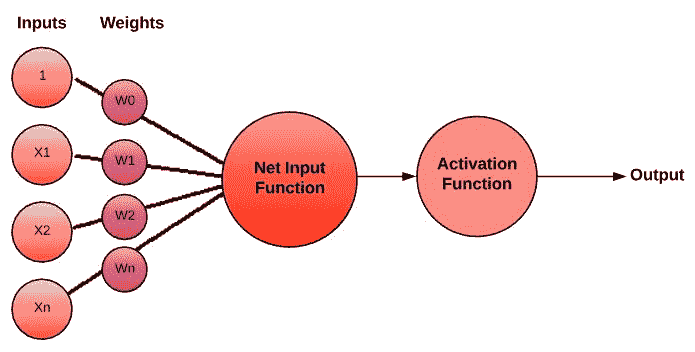 Inputs Weights
1
W0
X1
W1
X2
W2
Xn
Wn
Net Input
Function
Activation
Function
Output